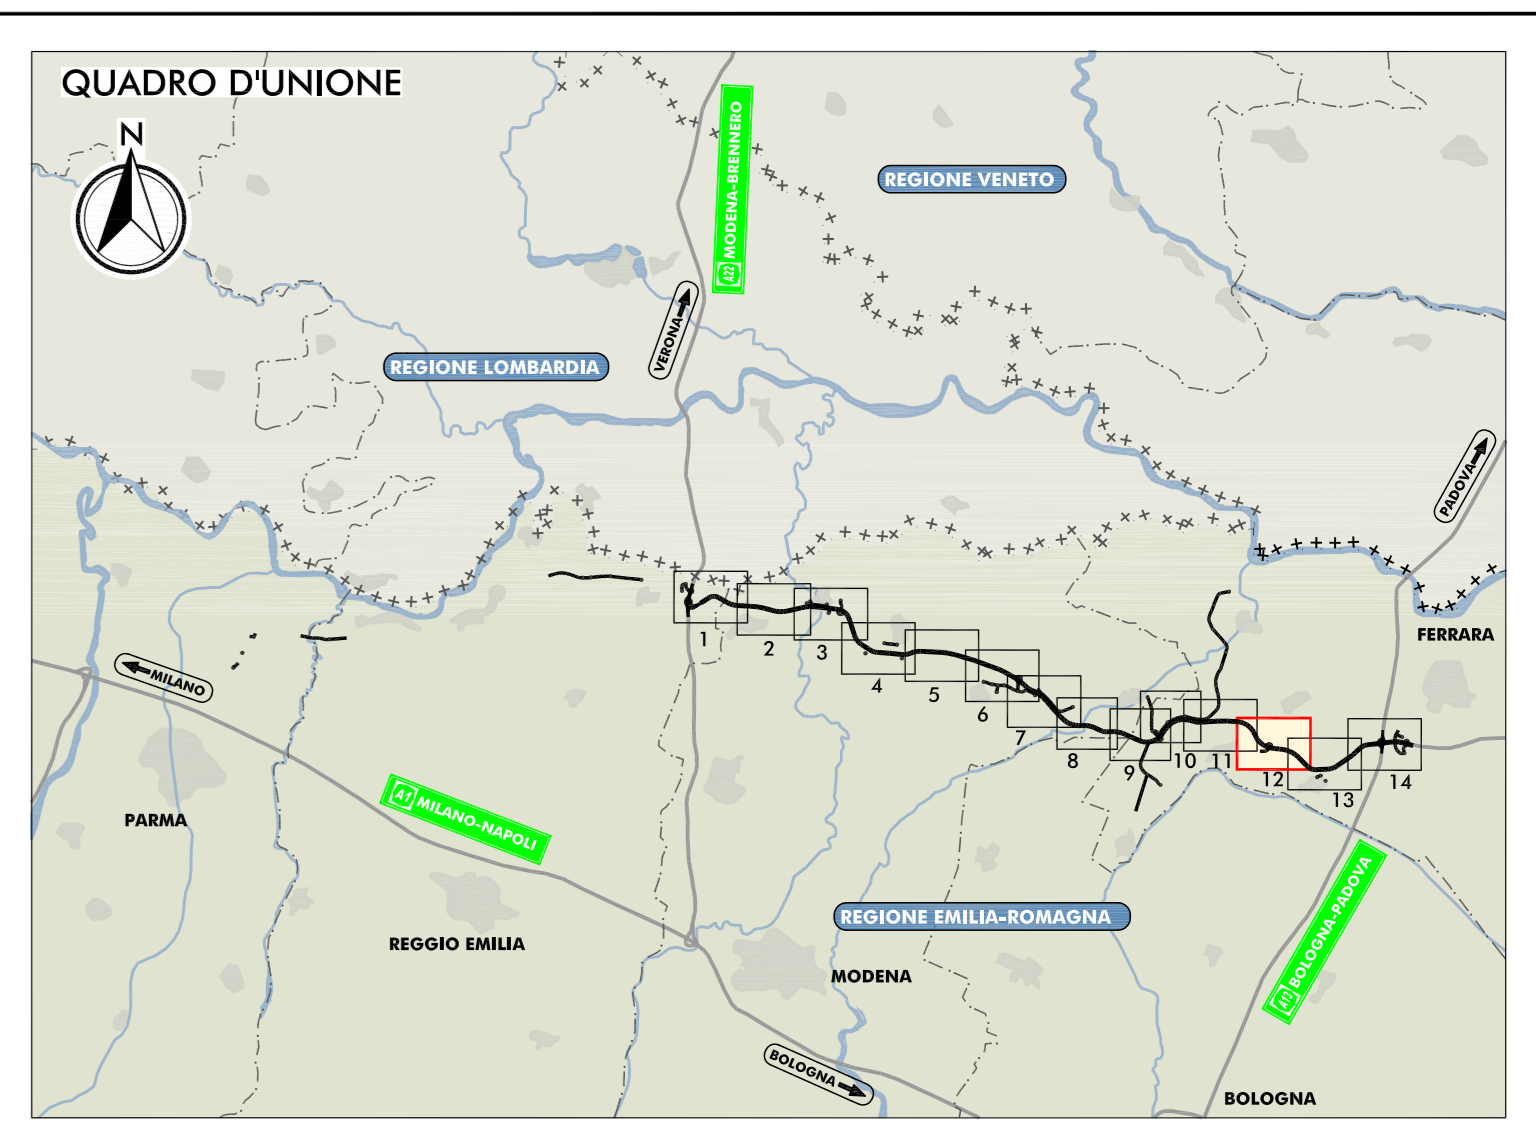 QUADRO D'UNIONE
N
A22 MODENA-BRENNERO
REGIONE VENETO
VERONA
REGIONE LOMBARDIA
PADOVA
FERRARA
MILANO
1
2
3
4
5
6
7
8
9
10
11
12
13
14
PARMA
A1 MILANO-NAPOLI
REGIONE EMILIA-ROMAGNA
REGGIO EMILIA
MODENA
A13 BOLOGNA-PADOVA
BOLOGNA
BOLOGNA